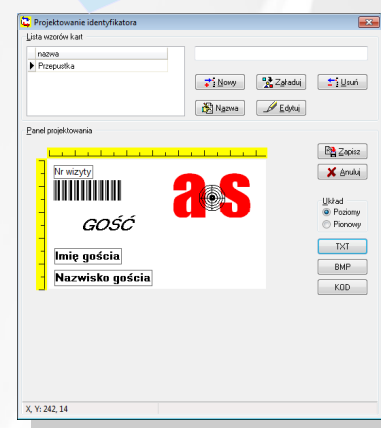 Projektowanie identyfikatora
Lista wzorów kart
nazwa
Przepustka
Nowy
Załaduj
Usuń
Nazwa
Edytuj
Panel projektowania
Zapisz
Anuluj
Nr wizyty
as
GOŚĆ
Układ
Poziomy
Pionowy
Imię gościa
Nazwisko gościa
TXT
BMP
KOD
X, Y: 242, 14